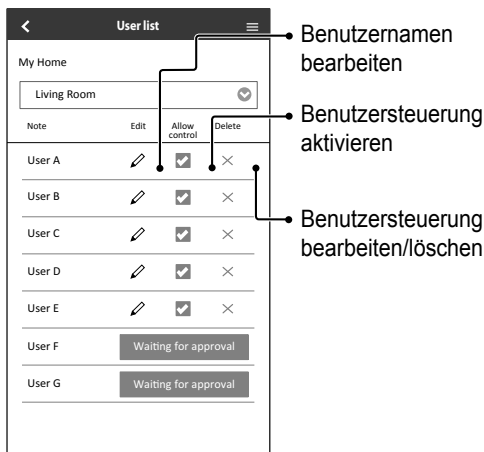 User list
My Home
Living Room
Note Edit Allow control Delete
User A
User B
User C
User D
User E
User F Waiting for approval
User G Waiting for approval
Benutzernamen
bearbeiten
Benutzersteuerung
aktivieren
Benutzersteuerung
bearbeiten/löschen